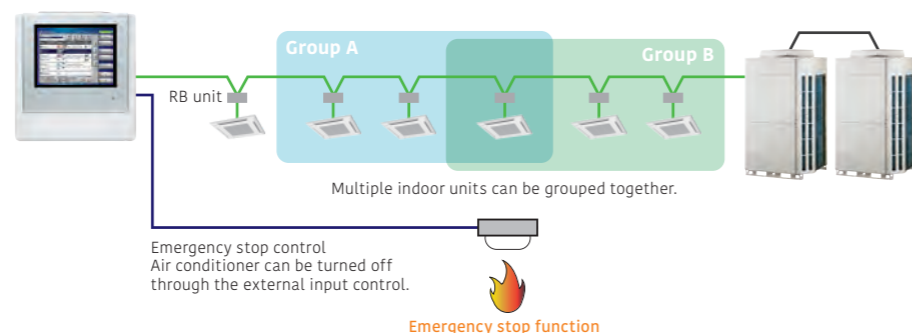 Group A
Group B
RB unit
Multiple indoor units can be grouped together.
Emergency stop control
Air conditioner can be turned off
through the external input control.
Emergency stop function